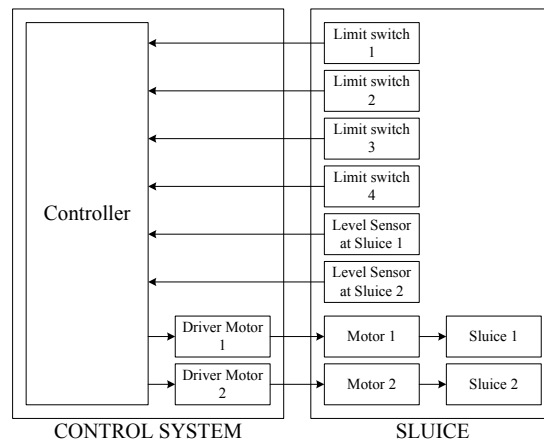 Controller
Limit switch
1
Limit switch
2
Limit switch
3
Limit switch
4
Level Sensor
at Sluice 1
Level Sensor
at Sluice 2
Driver Motor
1
Motor 1
Sluice 1
Driver Motor
2
Motor 2
Sluice 2
CONTROL SYSTEM
SLUICE